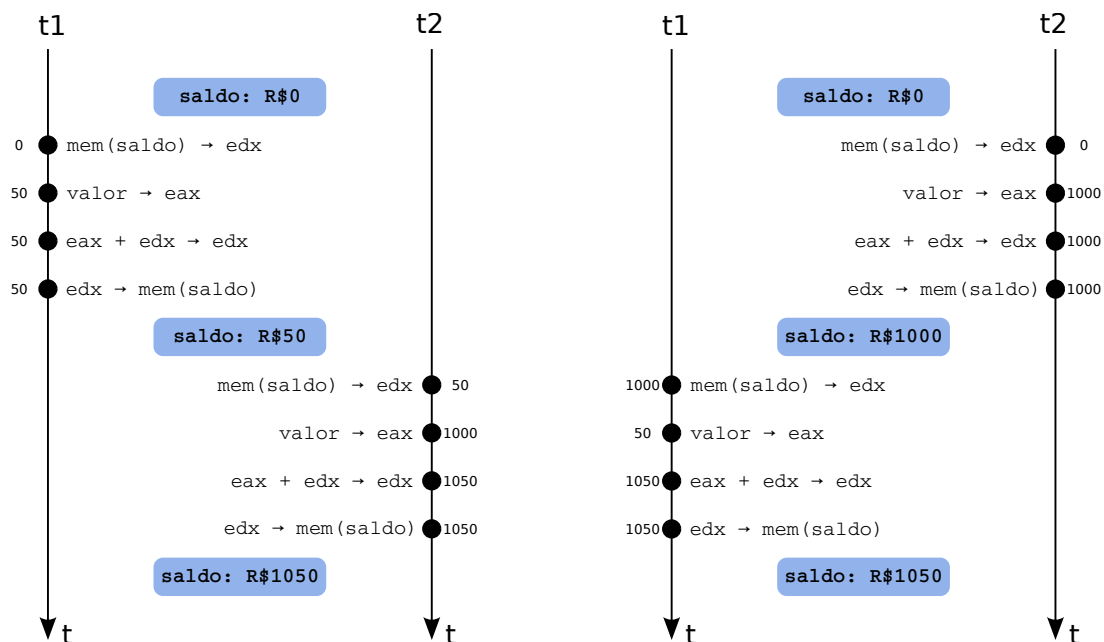 t1
t2
saldo: R$0
0 mem(saldo) → edx
50 valor → eax
50 eax + edx → edx
50 edx → mem(saldo)
saldo: R$50
mem(saldo) → edx 50
valor → eax 1000
eax + edx → edx 1050
edx → mem(saldo) 1050
saldo: R$1050
t
t
t1
t2
saldo: R$0
mem(saldo) → edx 0
valor → eax 1000
eax + edx → edx 1000
edx → mem(saldo) 1000
saldo: R$1000
1000 mem(saldo) → edx
50 valor → eax
1050 eax + edx → edx
1050 edx → mem(saldo)
saldo: R$1050
t
t